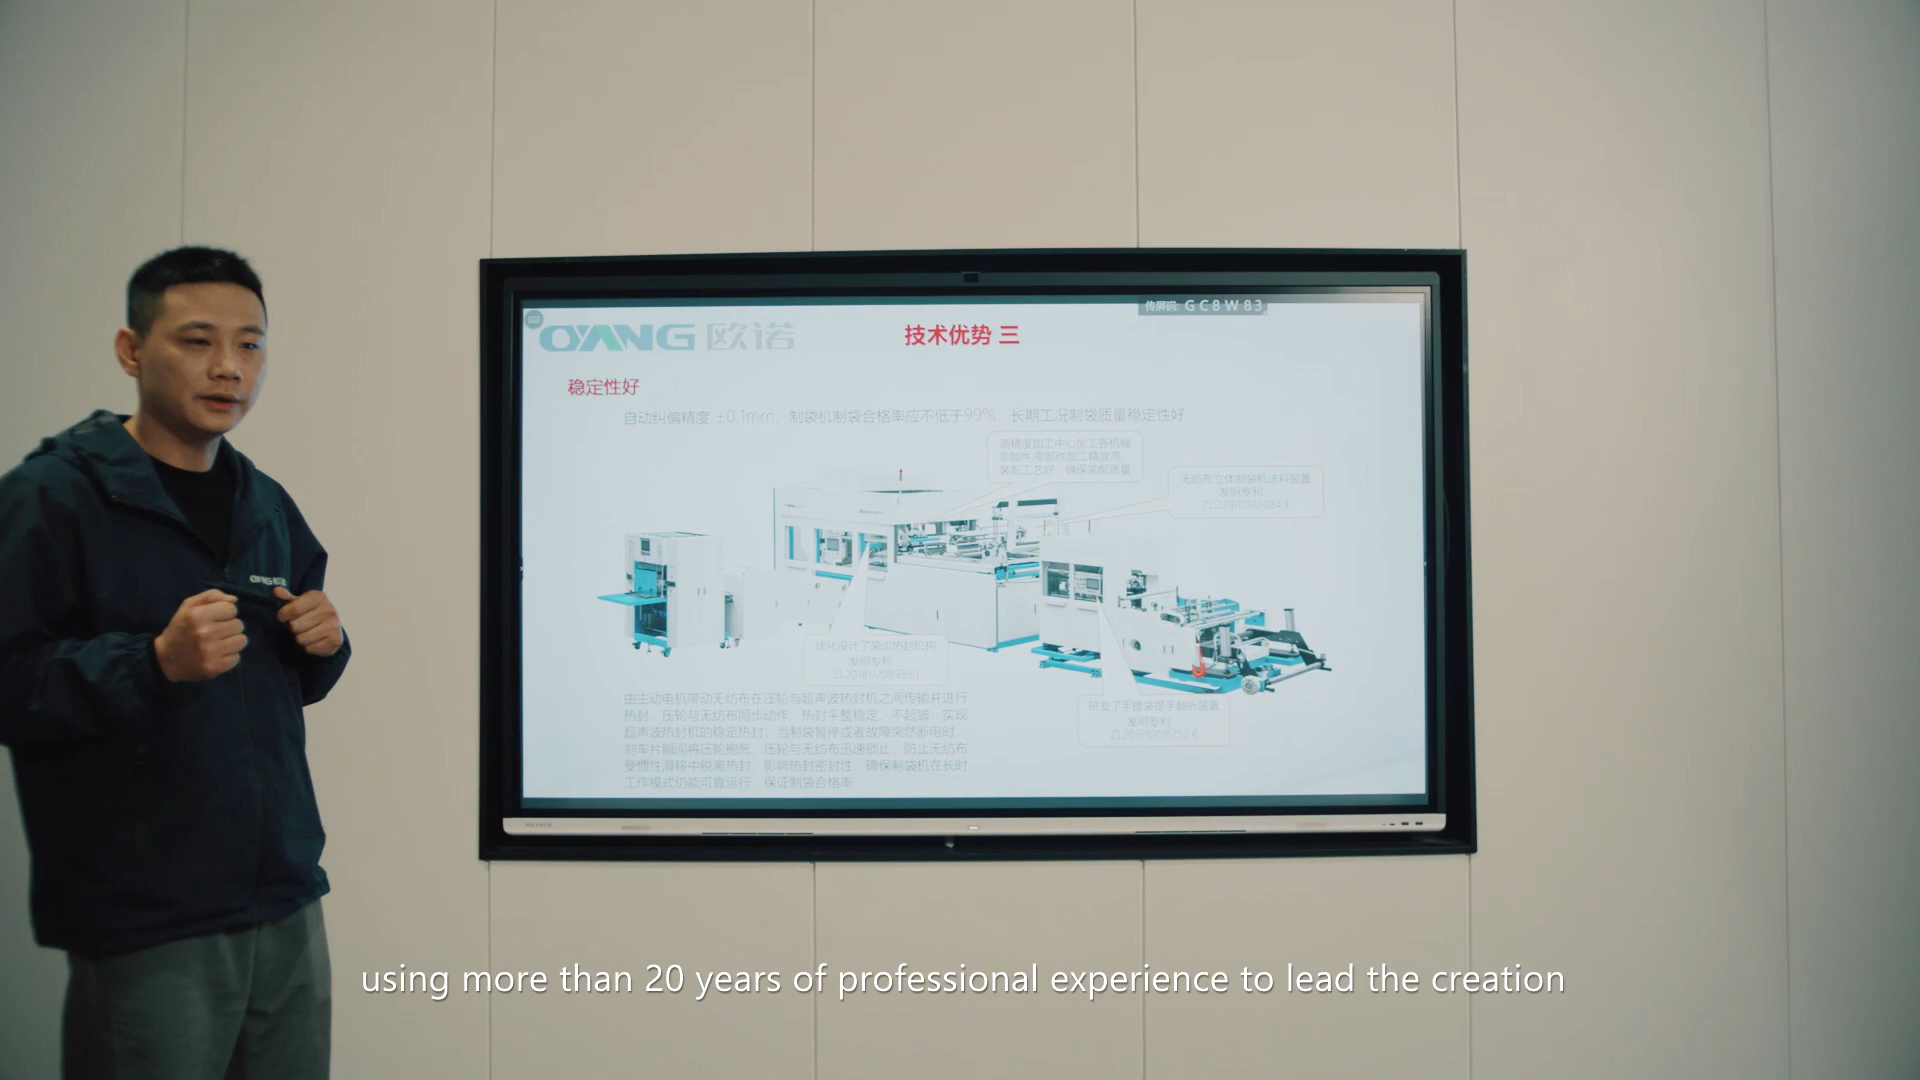 传屏码: GC8W83
OYANG 欧诺
技术优势 三
稳定性好
自动纠偏精度 ±0.1mm，制袋机制袋合格率应不低于99%，长期工况制袋质量稳定性好
高精度加工中心加工各机械
零部件,零部件加工精度高,
装配工艺好，确保装配质量
无纺布立体制袋机送料装置
发明专利
优化设计了袋边热封机构
发明专利
研发了手提袋提手翻折装置
发明专利
由主动电机带动无纺布在压轮与超声波热封机之间传输并进行
热封，压轮与无纺布同步动作，热封平整稳定，不起皱，实现
超声波热封机的稳定热封；当制袋暂停或者故障突然断电时，
刹车片瞬间将压轮抱死，压轮与无纺布迅速锁止，防止无纺布
受惯性滑移中脱离热封，影响热封密封性，确保制袋机在长时
工作模式仍能可靠运行，保证制袋合格率
OYANG 欧诺
using more than 20 years of professional experience to lead the creation